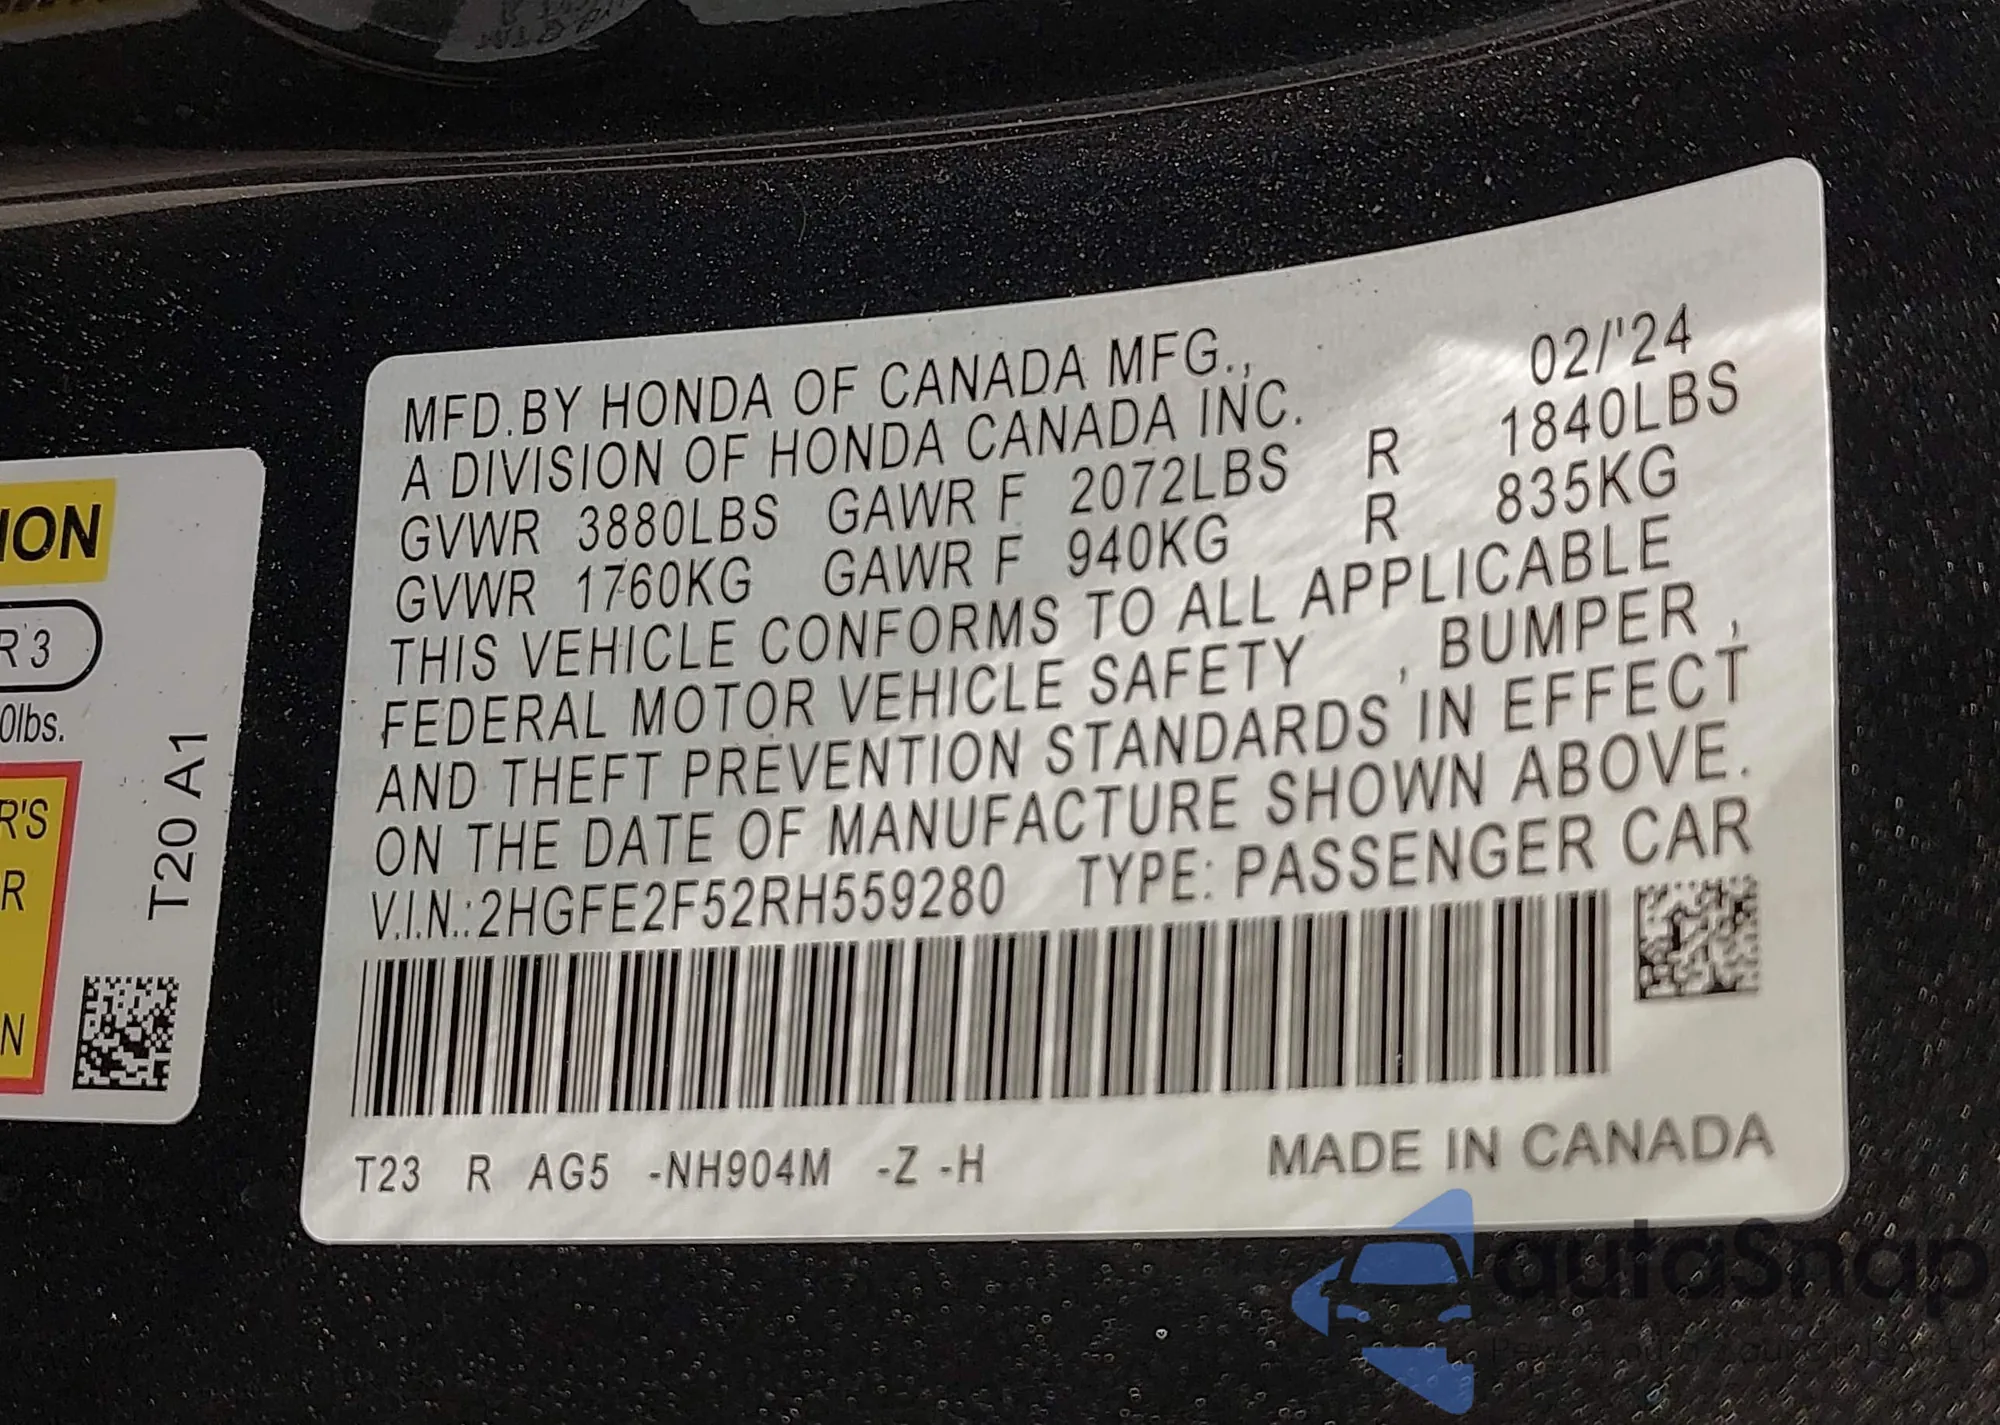 MFD.BY HONDA OF CANADA MFG., 02/'24
A DIVISION OF HONDA CANADA INC.
GVWR 3880LBS GAWR F 2072LBS R 1840LBS
GVWR 1760KG GAWR F 940KG R 835KG
THIS VEHICLE CONFORMS TO ALL APPLICABLE
FEDERAL MOTOR VEHICLE SAFETY , BUMPER ,
AND THEFT PREVENTION STANDARDS IN EFFECT
ON THE DATE OF MANUFACTURE SHOWN ABOVE.
V.I.N.:2HGFE2F52RH559280 TYPE: PASSENGER CAR
T23 R AG5 -NH904M -Z -H
MADE IN CANADA
ION
R 3
0lbs.
R'S
R
N
T20 A1
autaSnap